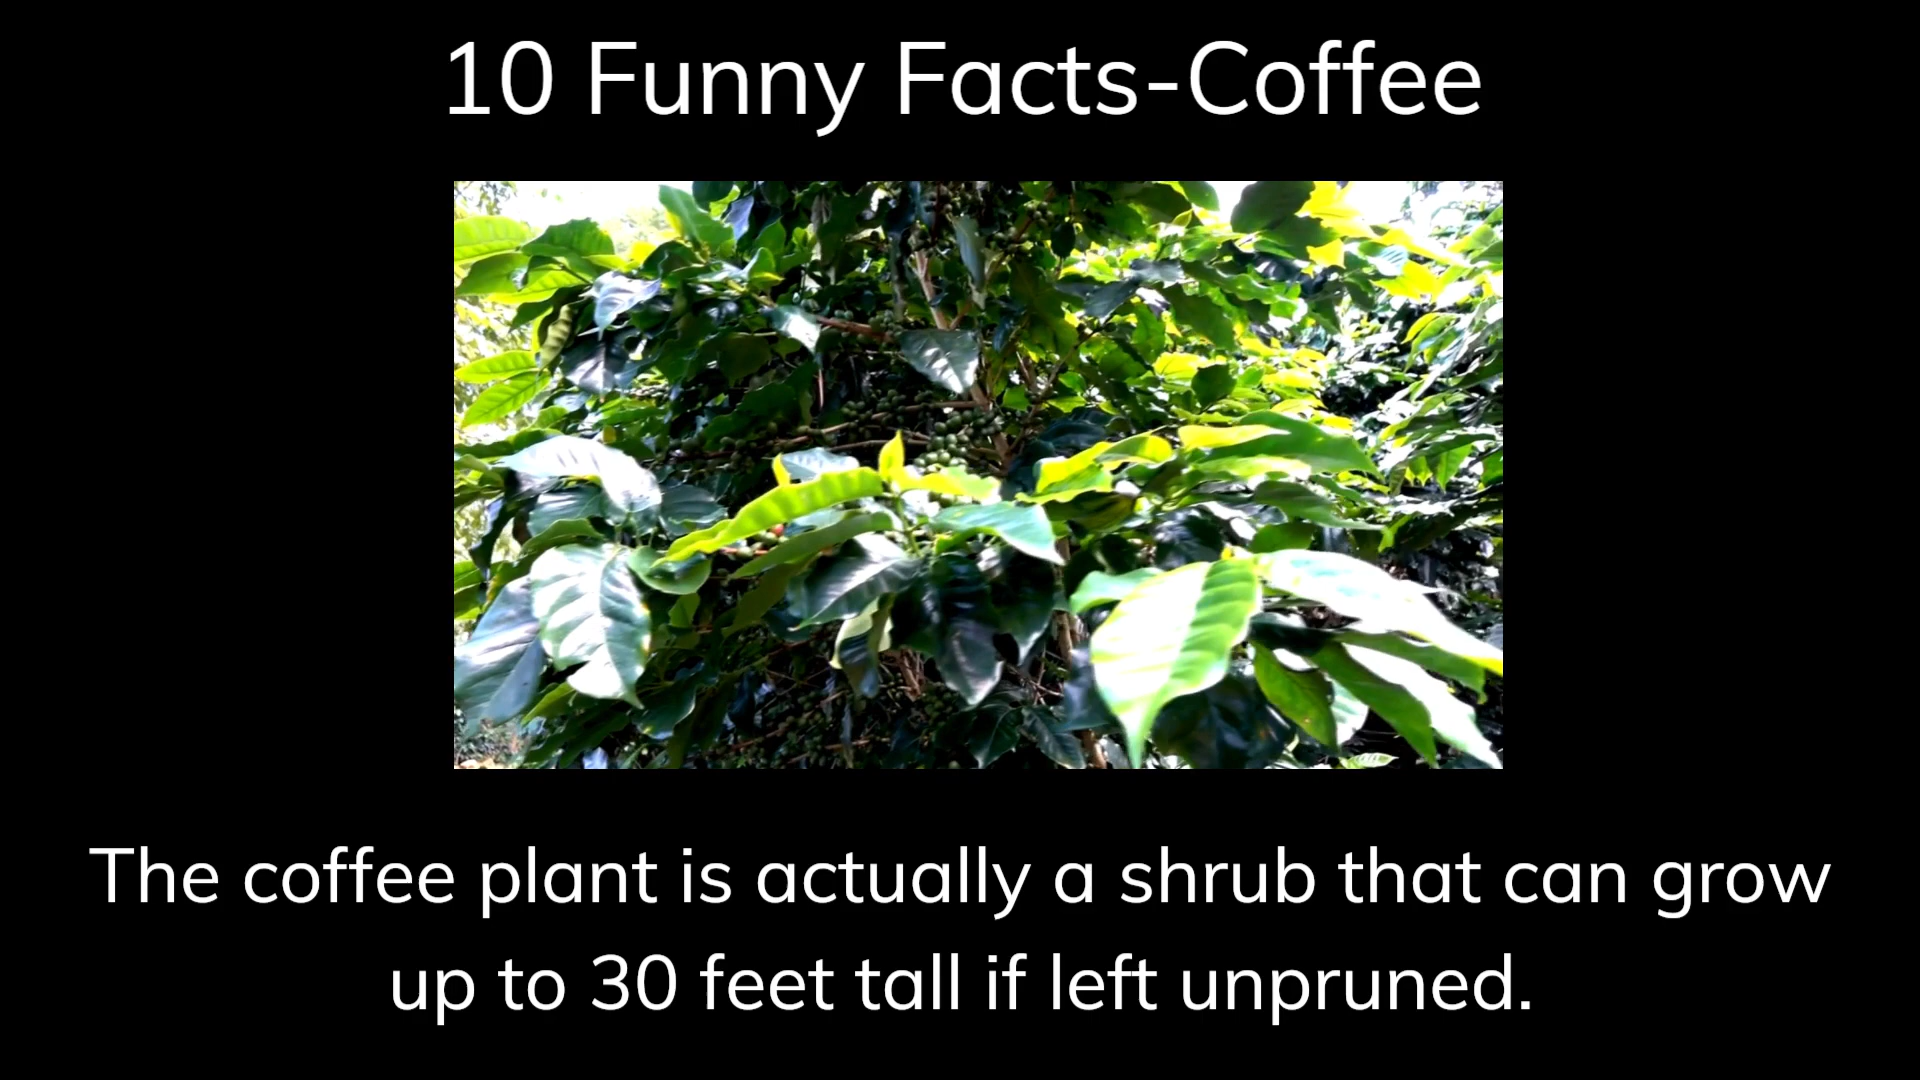 10 Funny Facts-Coffee
The coffee plant is actually a shrub that can grow
up to 30 feet tall if left unpruned.